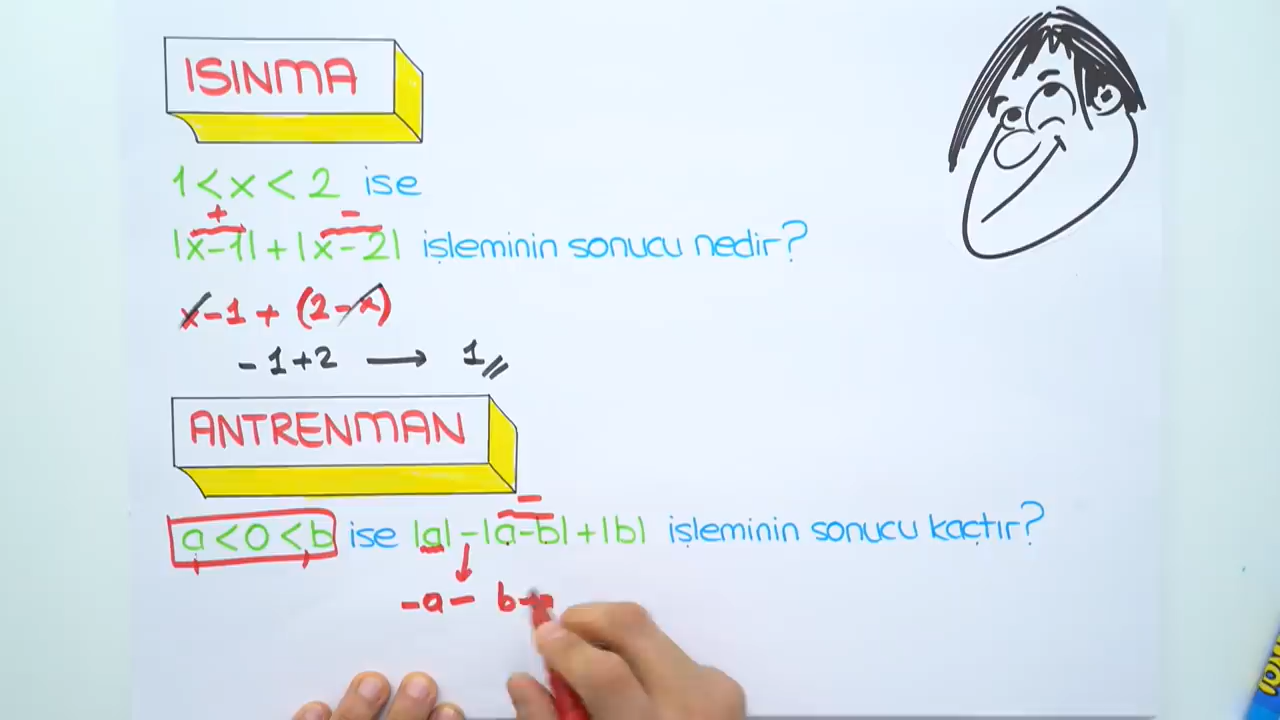 ISINMA
1 < x < 2 ise
+ −
|x−1| + |x−2| işleminin sonucu nedir?
x−1 + (2−x)
−1+2 → 1//
ANTRENMAN
−
a<0<b ise |a|−|a−b|+|b| işleminin sonucu kaçtır?
−a− b−